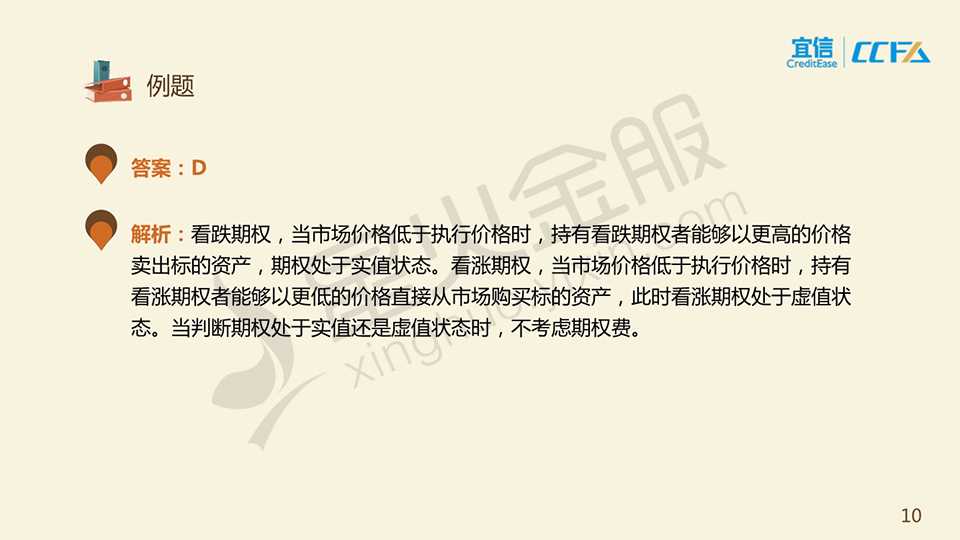 宜信
CreditEase
CCFA
例题
答案：D
解析：看跌期权，当市场价格低于执行价格时，持有看跌期权者能够以更高的价格
卖出标的资产，期权处于实值状态。看涨期权，当市场价格低于执行价格时，持有
看涨期权者能够以更低的价格直接从市场购买标的资产，此时看涨期权处于虚值状
态。当判断期权处于实值还是虚值状态时，不考虑期权费。
星火金服
xinghuo.yixin.com
10